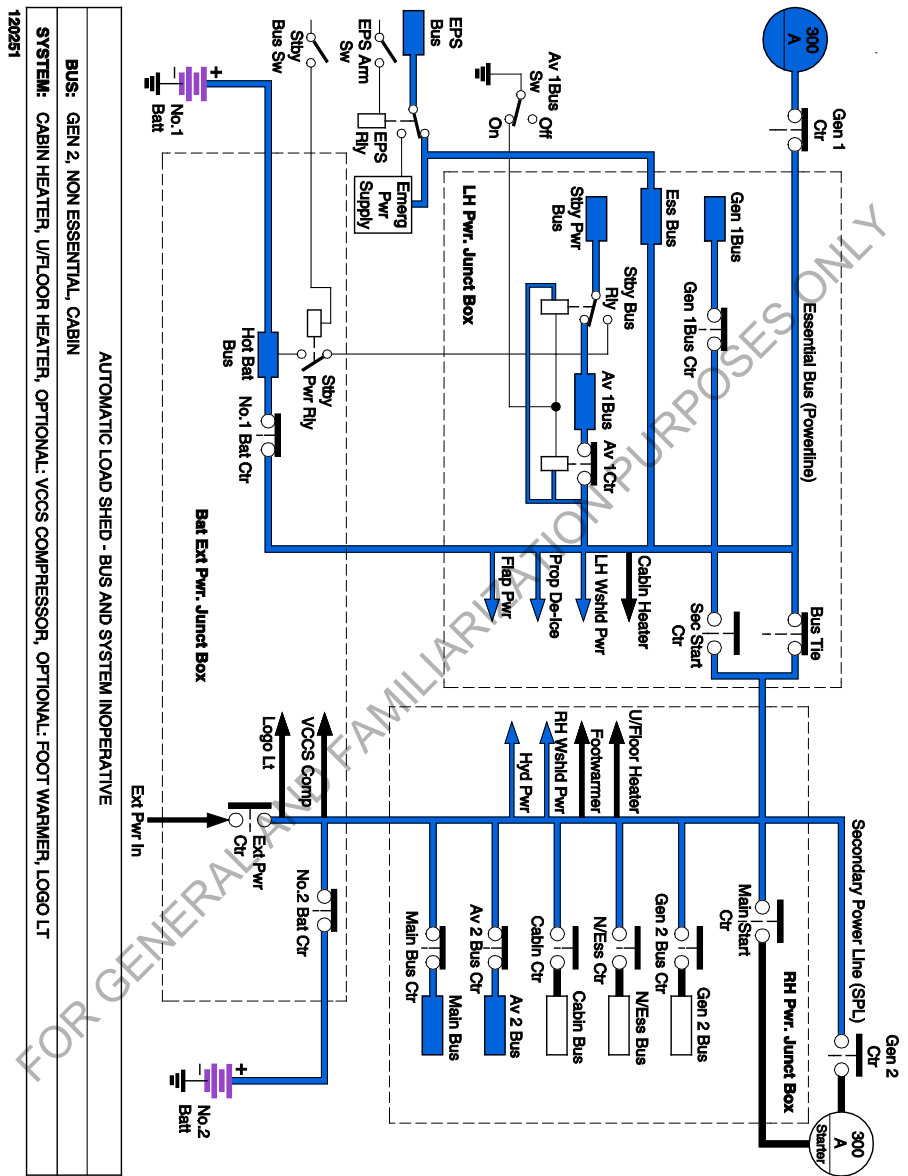 300
A
Gen 1
Ctr
Essential Bus (Powerline)
Bus Tie
Secondary Power Line (SPL)
Gen 2
Ctr
300
A
Starter
Gen 1Bus
Gen 1Bus Ctr
Sec Start
Ctr
Main Start
Ctr
RH Pwr. Junct Box
Ess Bus
EPS
Bus
EPS Arm
Sw
EPS
Rly
Emerg
Pwr
Supply
Av 1Bus
Sw
Off
On
Stby
Bus Sw
LH Pwr. Junct Box
Stby Pwr
Bus
Stby Bus
Rly
Av 1Bus
Av 1Ctr
Cabin Heater
LH Wshld Pwr
Prop De-Ice
Flap Pwr
U/Floor Heater
Footwarmer
RH Wshld Pwr
Hyd Pwr
Gen 2 Bus Ctr
Gen 2 Bus
N/Ess Ctr
N/Ess Bus
Cabin Ctr
Cabin Bus
Av 2 Bus Ctr
Av 2 Bus
Main Bus Ctr
Main Bus
+
-
No.1
Batt
Hot Bat
Bus
Stby
Pwr Rly
No.1 Bat Ctr
Bat Ext Pwr. Junct Box
VCCS Comp
Logo Lt
Ext Pwr
Ctr
Ext Pwr In
No.2 Bat Ctr
+
-
No.2
Batt
FOR GENERAL AND FAMILIARIZATION PURPOSES ONLY
AUTOMATIC LOAD SHED - BUS AND SYSTEM INOPERATIVE
BUS: GEN 2, NON ESSENTIAL, CABIN
SYSTEM: CABIN HEATER, U/FLOOR HEATER, OPTIONAL: VCCS COMPRESSOR, OPTIONAL: FOOT WARMER, LOGO LT
120251